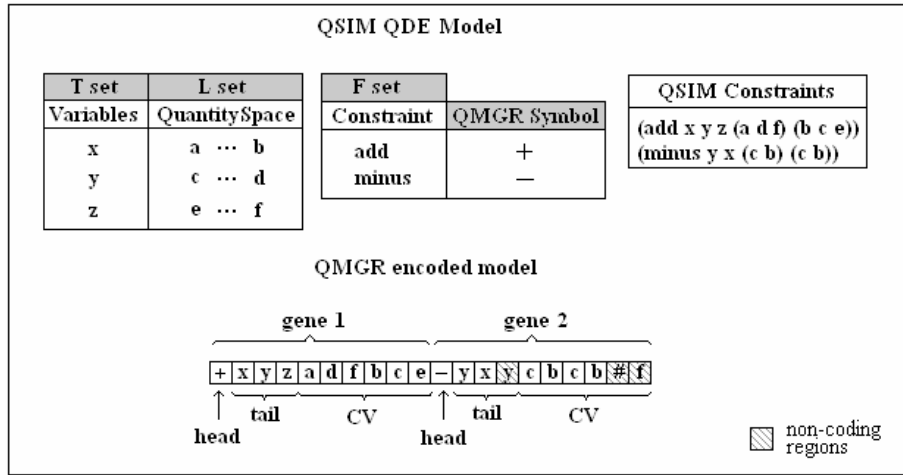 QSIM QDE Model
T set L set
Variables QuantitySpace
x a ... b
y c ... d
z e ... f
F set
Constraint QMGR Symbol
add +
minus −
QSIM Constraints
(add x y z (a d f) (b c e))
(minus y x (c b) (c b))
QMGR encoded model
gene 1 gene 2
+ x y z a d f b c e − y x y c b c b # f
tail CV tail CV
head head
non-coding
regions